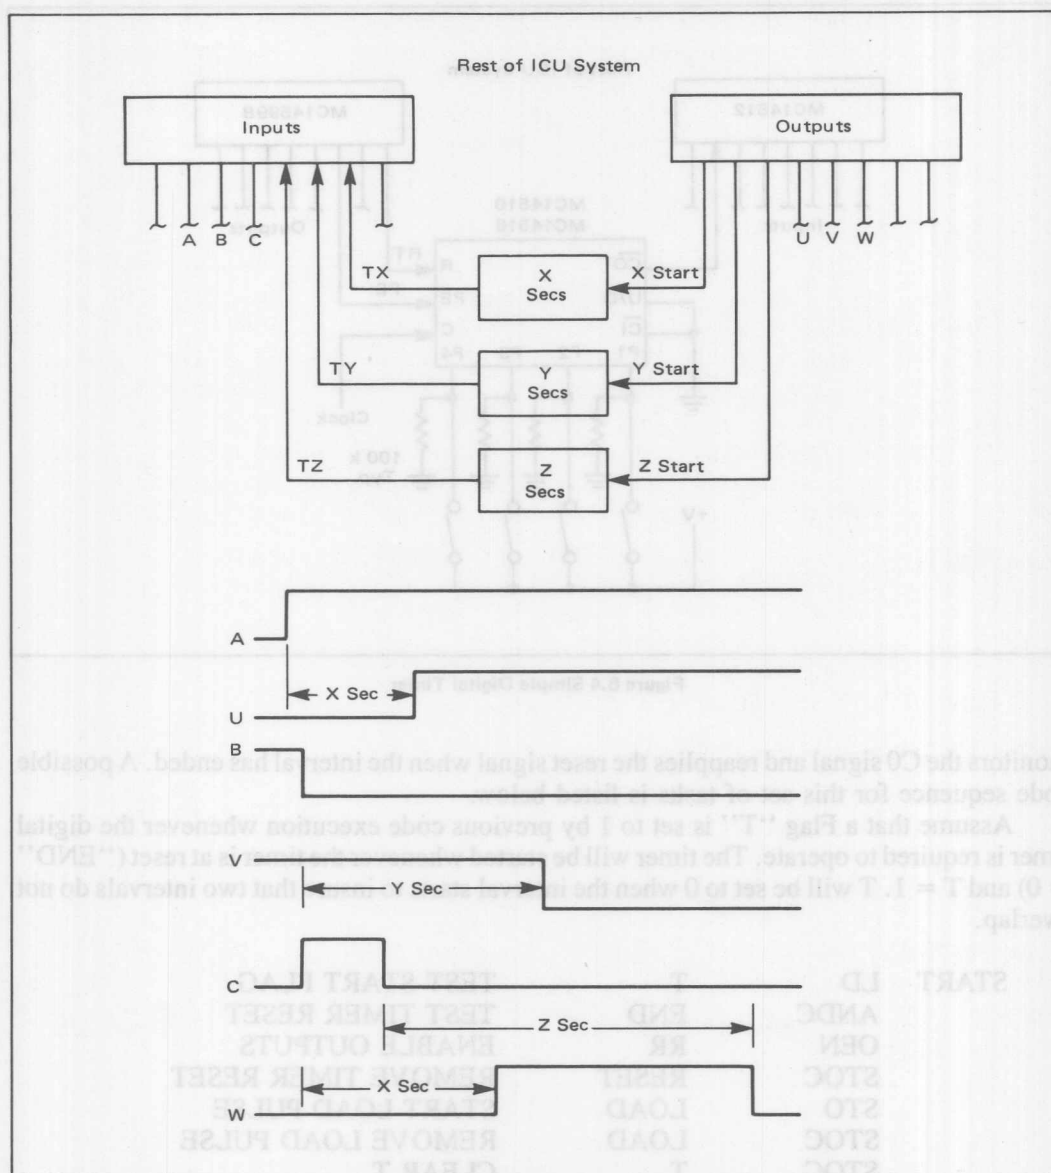 Rest of ICU System
Inputs
Outputs
A B C
U V W
TX
X Secs
X Start
TY
Y Secs
Y Start
TZ
Z Secs
Z Start
A
X Sec
U
B
V
Y Sec
C
Z Sec
X Sec
W